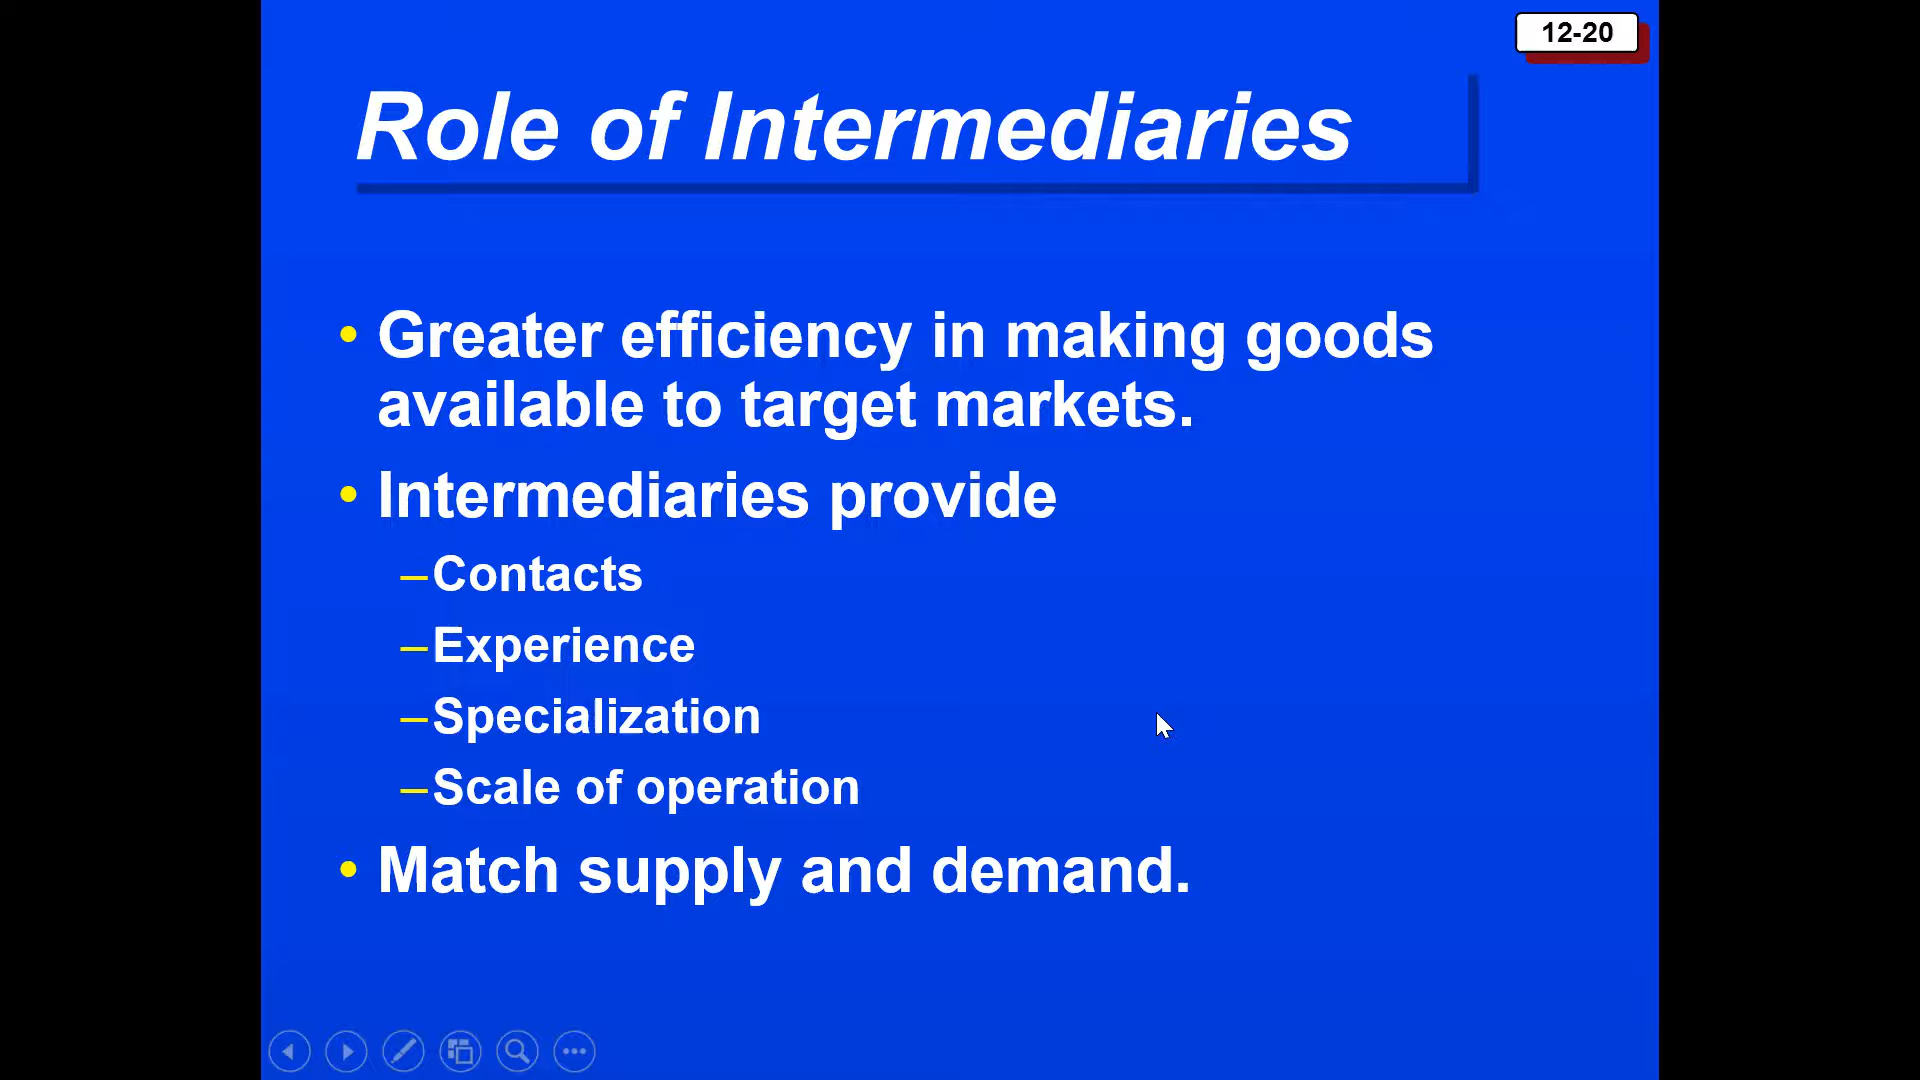 12-20
Role of Intermediaries
• Greater efficiency in making goods
available to target markets.
• Intermediaries provide
–Contacts
–Experience
–Specialization
–Scale of operation
• Match supply and demand.